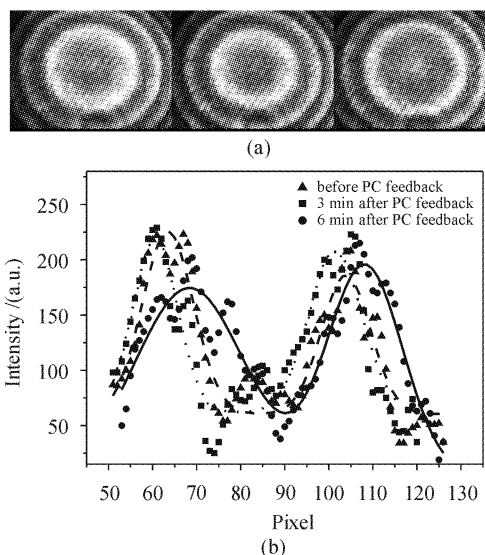 (a)
before PC feedback
3 min after PC feedback
6 min after PC feedback
250
200
150
100
50
Intensity /(a.u.)
50 60 70 80 90 100 110 120 130
Pixel
(b)